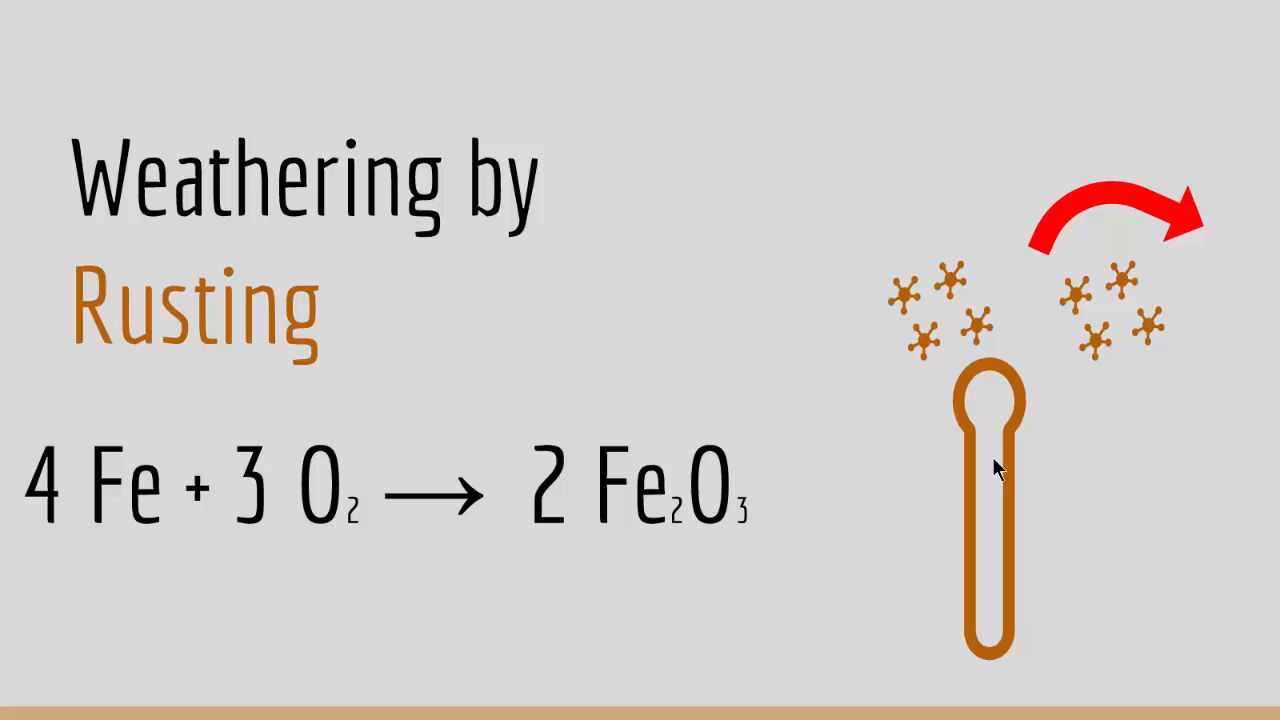 Weathering by
Rusting
4 Fe + 3 O₂ → 2 Fe₂O₃